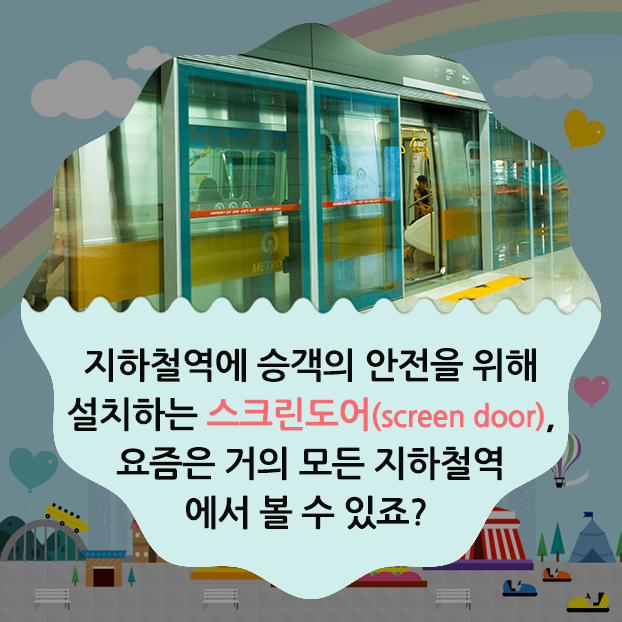 METRO
지하철역에 승객의 안전을 위해
설치하는 스크린도어(screen door),
요즘은 거의 모든 지하철역
에서 볼 수 있죠?